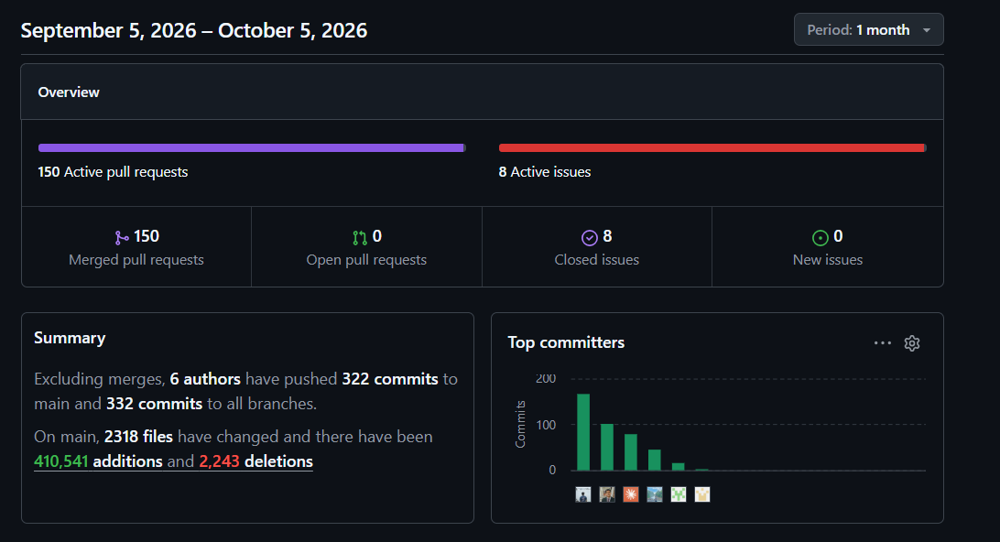 September 5, 2026 – October 5, 2026
Period: 1 month
Overview
150 Active pull requests
8 Active issues
150
Merged pull requests
0
Open pull requests
8
Closed issues
0
New issues
Summary
Excluding merges, 6 authors have pushed 322 commits to
main and 332 commits to all branches.
On main, 2318 files have changed and there have been
410,541 additions and 2,243 deletions
Top committers
Commits
200
100
0